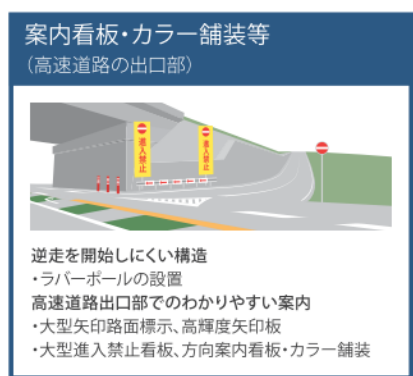 案内看板・カラー舗装等
（高速道路の出口部）
進入禁止
進入禁止
逆走を開始しにくい構造
・ラバーポールの設置
高速道路出口部でのわかりやすい案内
・大型矢印路面標示、高輝度矢印板
・大型進入禁止看板、方向案内看板・カラー舗装